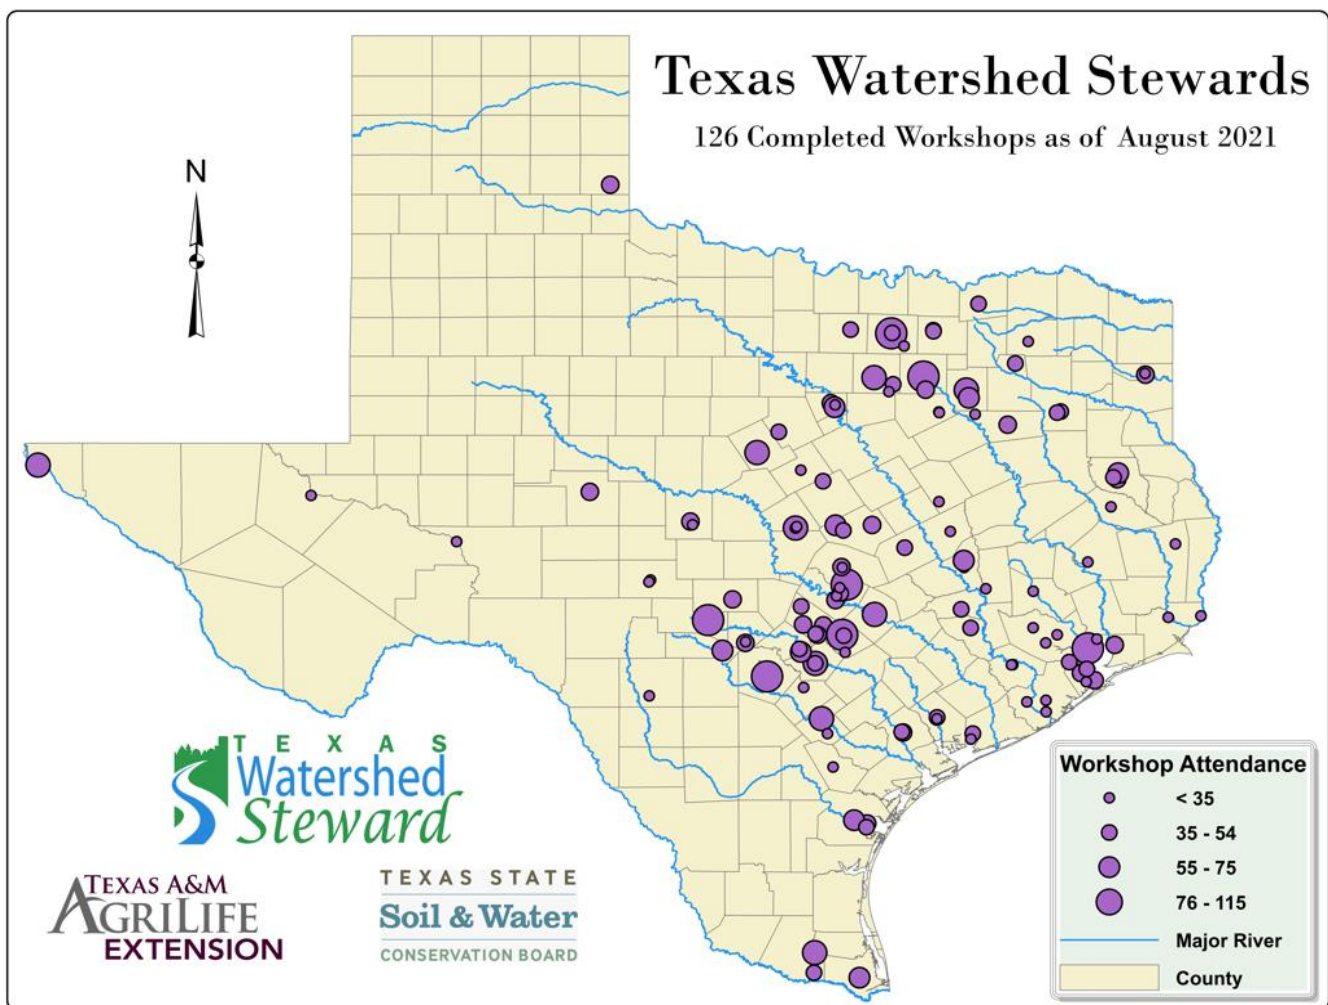 Texas Watershed Stewards
126 Completed Workshops as of August 2021
N
TEXAS
Watershed
Steward
TEXAS A&M
AGRILIFE
EXTENSION
TEXAS STATE
Soil & Water
CONSERVATION BOARD
Workshop Attendance
< 35
35 - 54
55 - 75
76 - 115
Major River
County